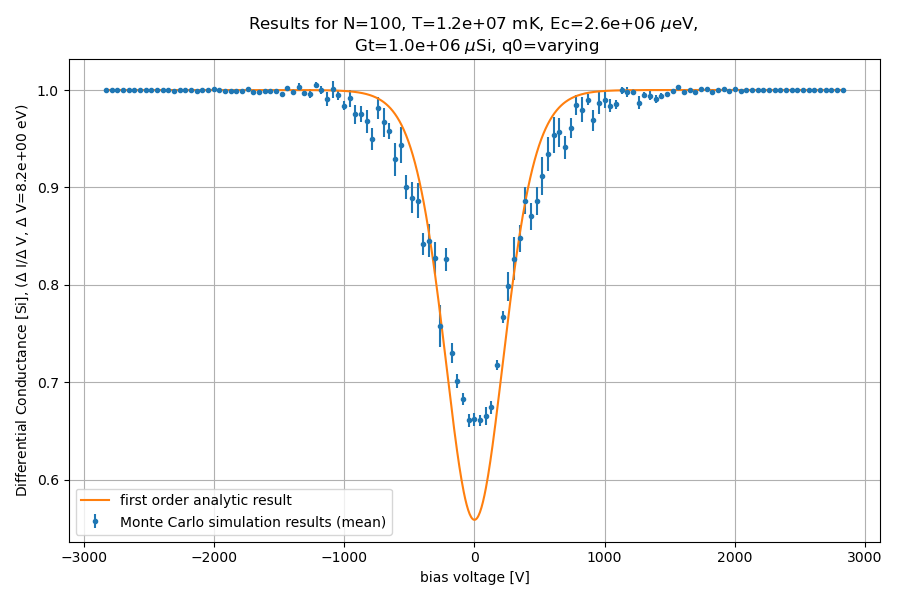 Results for N=100, T=1.2e+07 mK, Ec=2.6e+06 μeV,
Gt=1.0e+06 μSi, q0=varying
Differential Conductance [Si], (Δ I/Δ V, Δ V=8.2e+00 eV)
1.0
0.9
0.8
0.7
0.6
first order analytic result
Monte Carlo simulation results (mean)
−3000 −2000 −1000 0 1000 2000 3000
bias voltage [V]